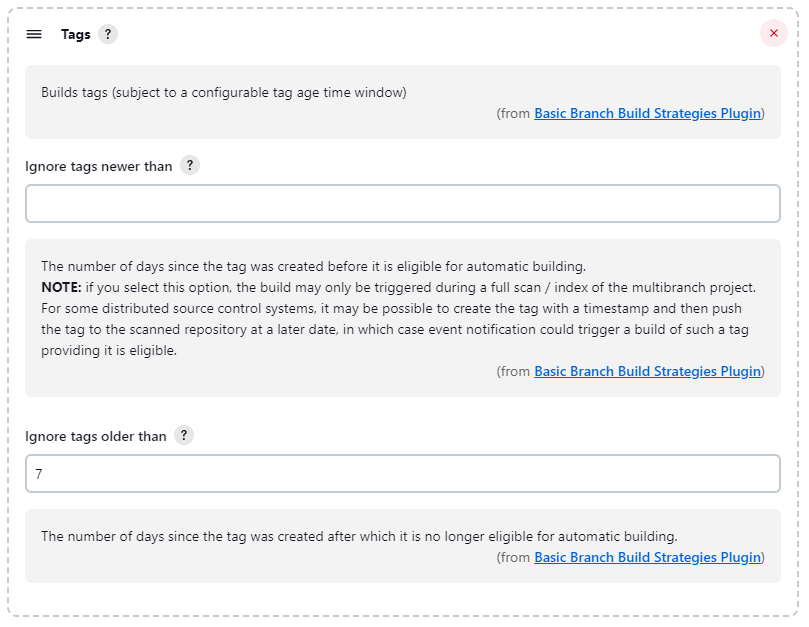 Tags ?
Builds tags (subject to a configurable tag age time window)
(from Basic Branch Build Strategies Plugin)
Ignore tags newer than ?
The number of days since the tag was created before it is eligible for automatic building.
NOTE: if you select this option, the build may only be triggered during a full scan / index of the multibranch project.
For some distributed source control systems, it may be possible to create the tag with a timestamp and then push
the tag to the scanned repository at a later date, in which case event notification could trigger a build of such a tag
providing it is eligible.
(from Basic Branch Build Strategies Plugin)
Ignore tags older than ?
7
The number of days since the tag was created after which it is no longer eligible for automatic building.
(from Basic Branch Build Strategies Plugin)